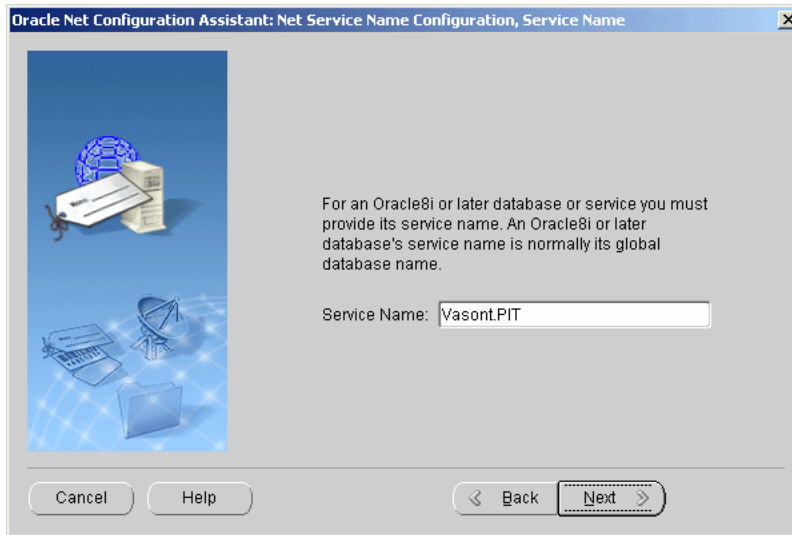 Oracle Net Configuration Assistant: Net Service Name Configuration, Service Name
For an Oracle8i or later database or service you must
provide its service name. An Oracle8i or later
database's service name is normally its global
database name.
Service Name: Vasont.PIT
Cancel Help Back Next